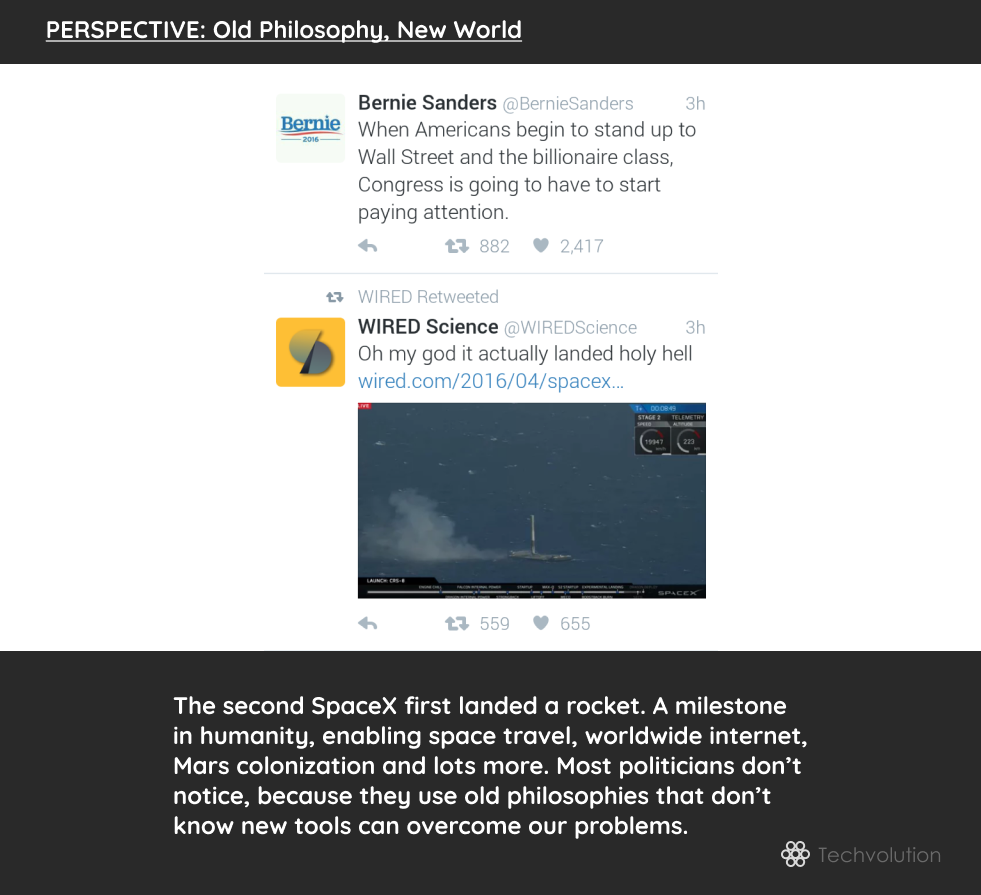 PERSPECTIVE: Old Philosophy, New World
Bernie
2016
Bernie Sanders @BernieSanders 3h
When Americans begin to stand up to
Wall Street and the billionaire class,
Congress is going to have to start
paying attention.
882 2,417
WIRED Retweeted
WIRED Science @WIREDScience 3h
Oh my god it actually landed holy hell
wired.com/2016/04/spacex...
LIVE
T+ 00:08:49
STAGE 2 TELEMETRY
SPEED ALTITUDE
19947 223
LAUNCH: CRS-8
SPACEX
559 655
The second SpaceX first landed a rocket. A milestone
in humanity, enabling space travel, worldwide internet,
Mars colonization and lots more. Most politicians don't
notice, because they use old philosophies that don't
know new tools can overcome our problems.
Techvolution